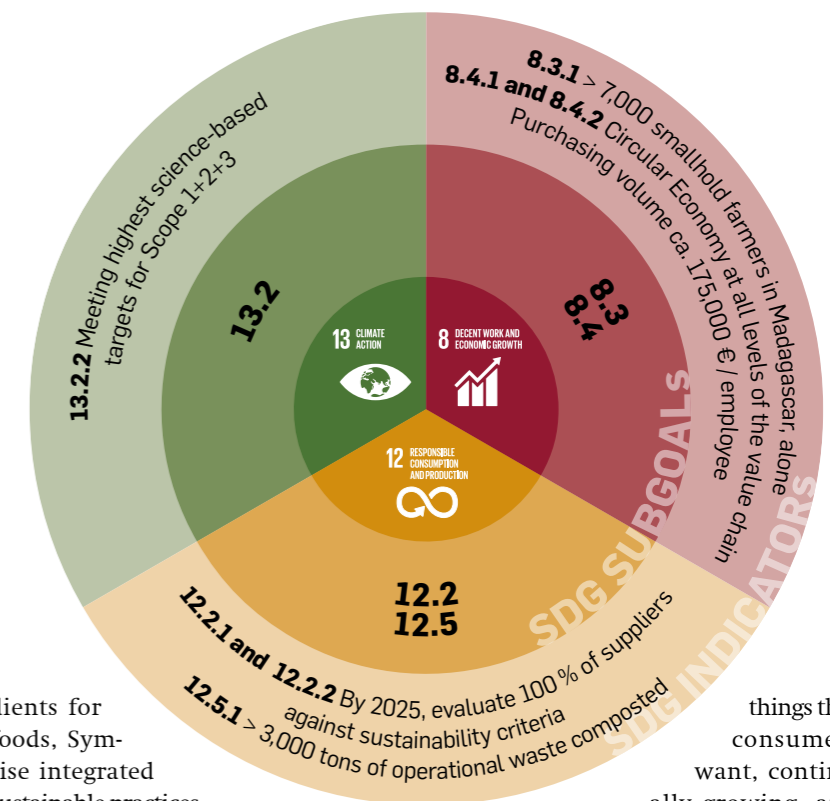 8.3.1 > 7,000 smallhold farmers in Madagascar, alone
8.4.1 and 8.4.2 Circular Economy at all levels of the value chain
Purchasing volume ca. 175,000 € / employee
13.2.2 Meeting highest science-based
targets for Scope 1+2+3
13.2
8.3
8.4
13 CLIMATE
ACTION
8 DECENT WORK AND
ECONOMIC GROWTH
12 RESPONSIBLE
CONSUMPTION
AND PRODUCTION
12.2
12.5
SDG SUBGOALs
SDG INDICATORs
12.2.1 and 12.2.2 By 2025, evaluate 100 % of suppliers
against sustainability criteria
12.5.1 > 3,000 tons of operational waste composted
lients for
oods, Sym-
ise integrated
ustainable practices
things th
consume
want, contin
ally growing